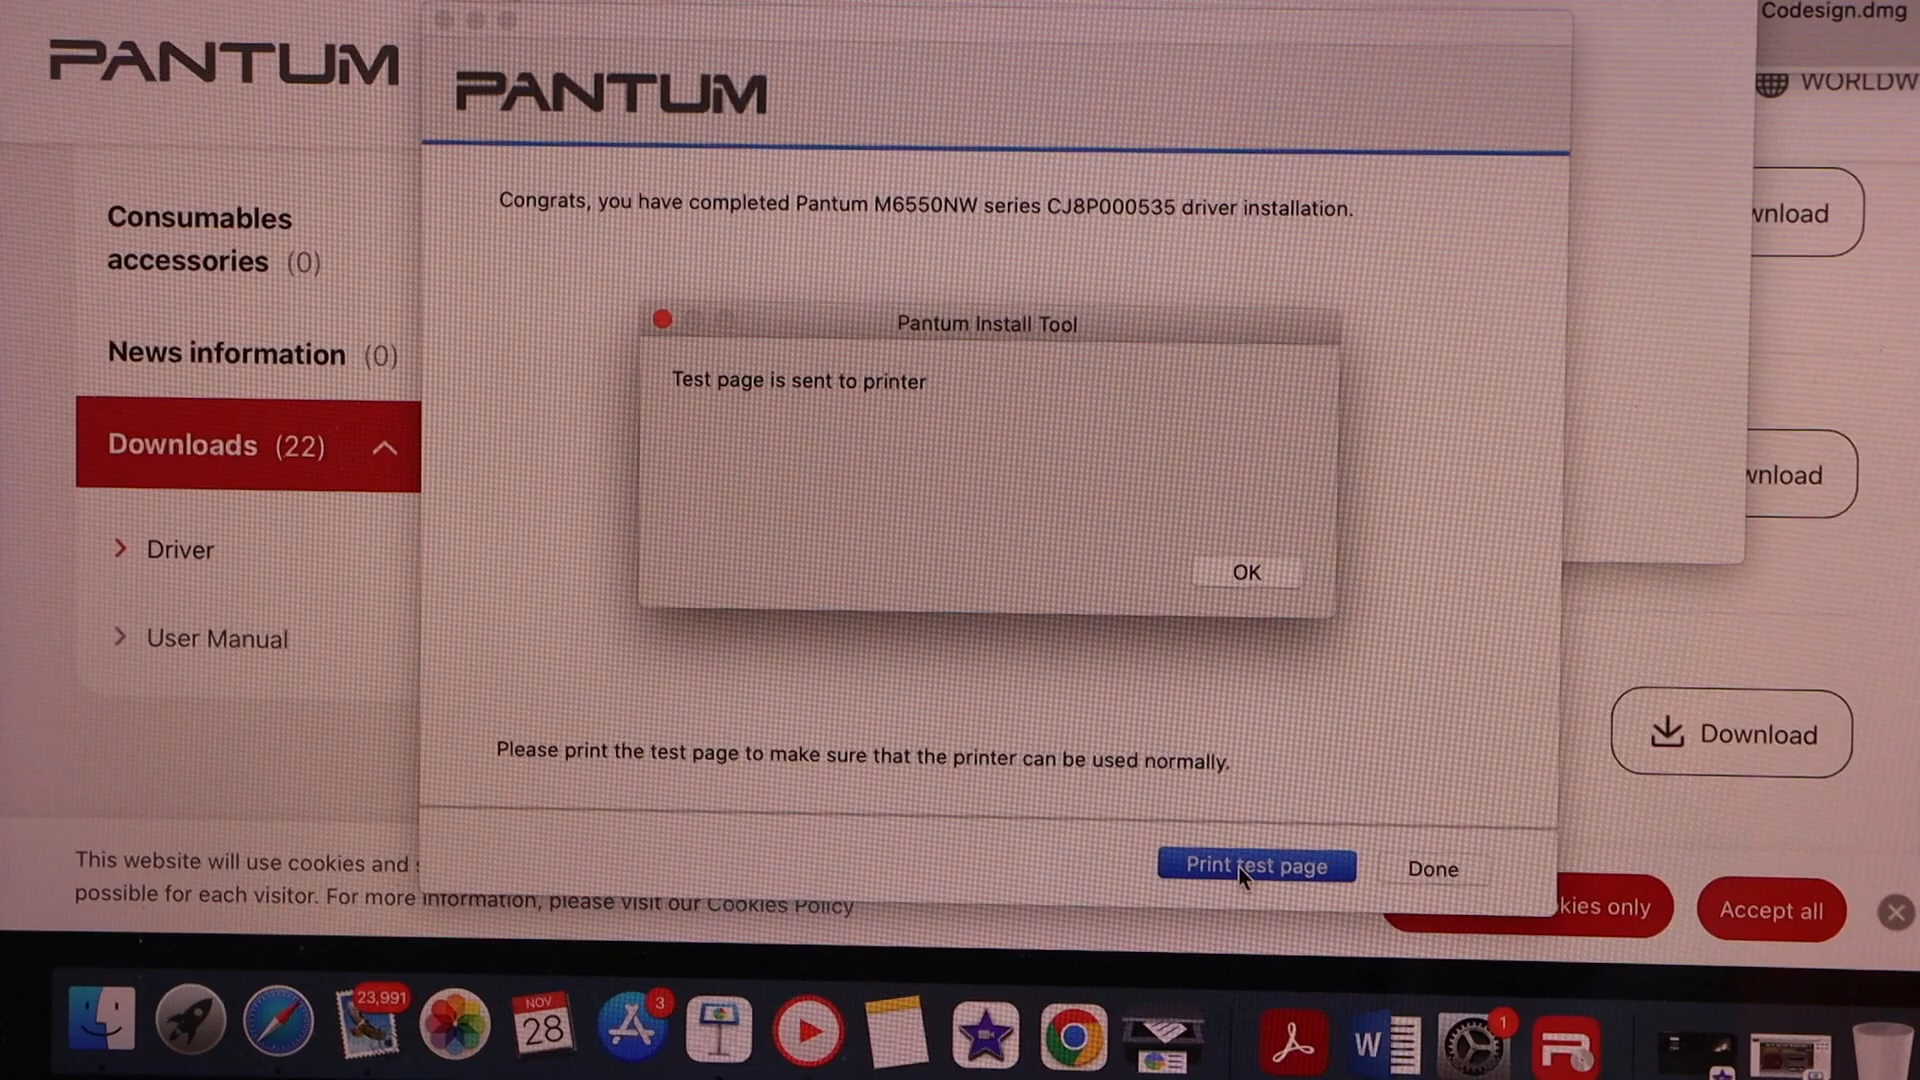 Codesign.dmg
PANTUM
PANTUM
WORLDW
Congrats, you have completed Pantum M6550NW series CJ8P000535 driver installation.
Consumables
accessories (0)
wnload
Pantum Install Tool
News information (0)
Test page is sent to printer
Downloads (22)
wnload
Driver
OK
User Manual
Download
Please print the test page to make sure that the printer can be used normally.
This website will use cookies and
Print test page
Done
possible for each visitor. For more information, please visit our Cookies Policy
kies only
Accept all
23,991
NOV
28
3
W
1